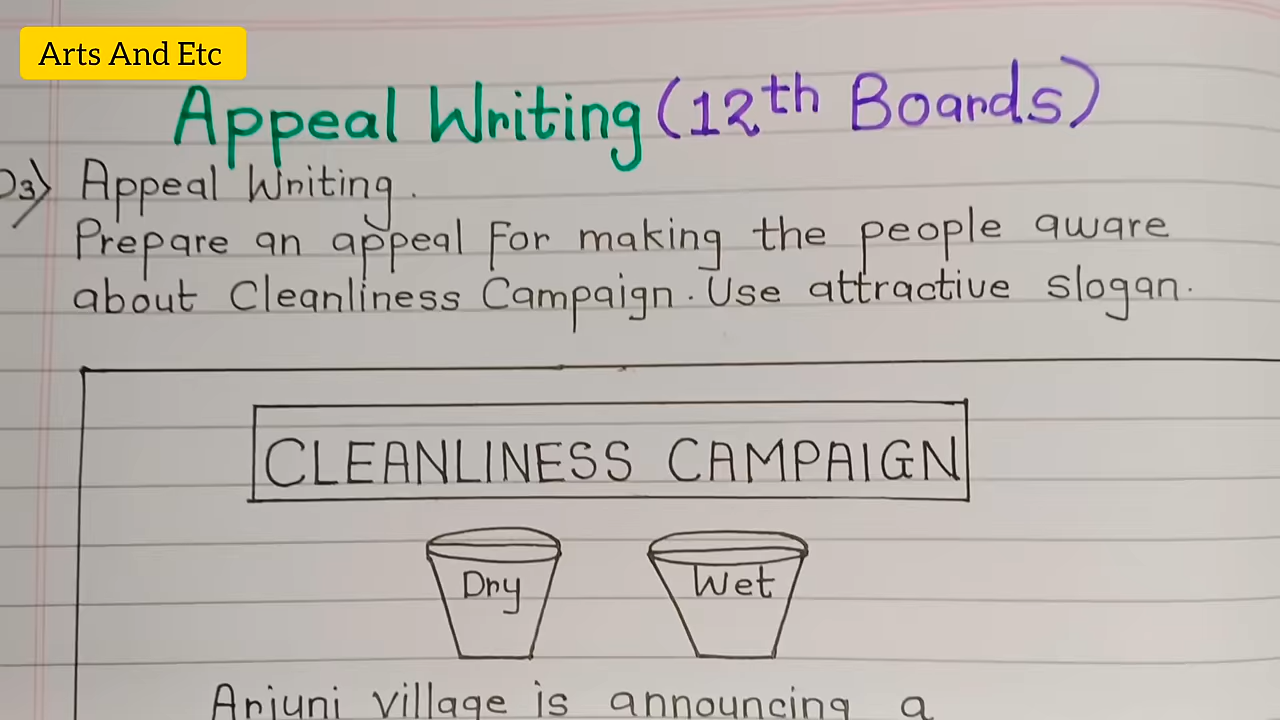 Arts And Etc
Appeal Writing (12th Boards)
Q3) Appeal Writing.
Prepare an appeal for making the people aware
about Cleanliness Campaign. Use attractive slogan.
CLEANLINESS CAMPAIGN
Dry
Wet
Arjuni village is announcing a